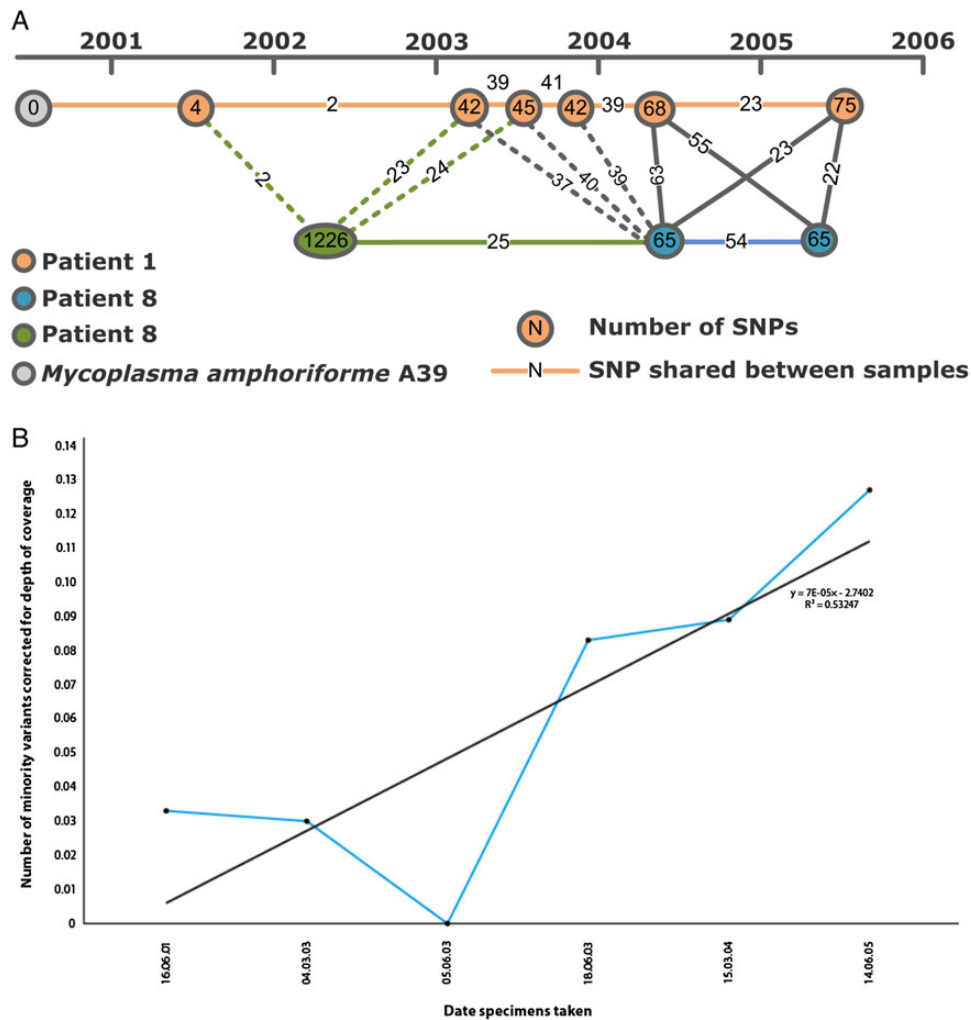 A
2001 2002 2003 2004 2005 2006
39 41
0 4 2 42 45 42 39 68 23 75
2 23 24 37 40 39 63 55 23 22
1226 25 65 54 65
Patient 1
Patient 8
Patient 8
Mycoplasma amphoriforme A39
N Number of SNPs
N SNP shared between samples
B
Number of minority variants corrected for depth of coverage
0.14
0.13
0.12
0.11
0.10
0.09
0.08
0.07
0.06
0.05
0.04
0.03
0.02
0.01
0
y = 7E-05x - 2.7402
R² = 0.53247
16.06.01
04.03.03
05.06.03
18.06.03
15.03.04
14.06.05
Date specimens taken